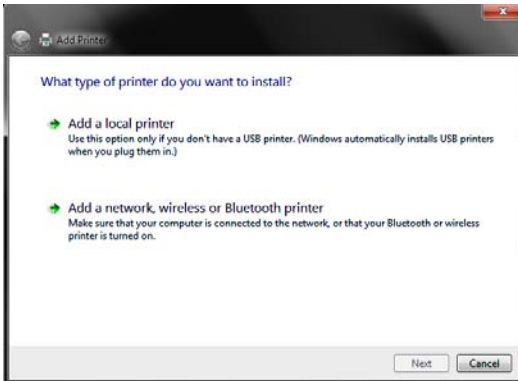 Add Printer
What type of printer do you want to install?
Add a local printer
Use this option only if you don't have a USB printer. (Windows automatically installs USB printers
when you plug them in.)
Add a network, wireless or Bluetooth printer
Make sure that your computer is connected to the network, or that your Bluetooth or wireless
printer is turned on.
Next Cancel